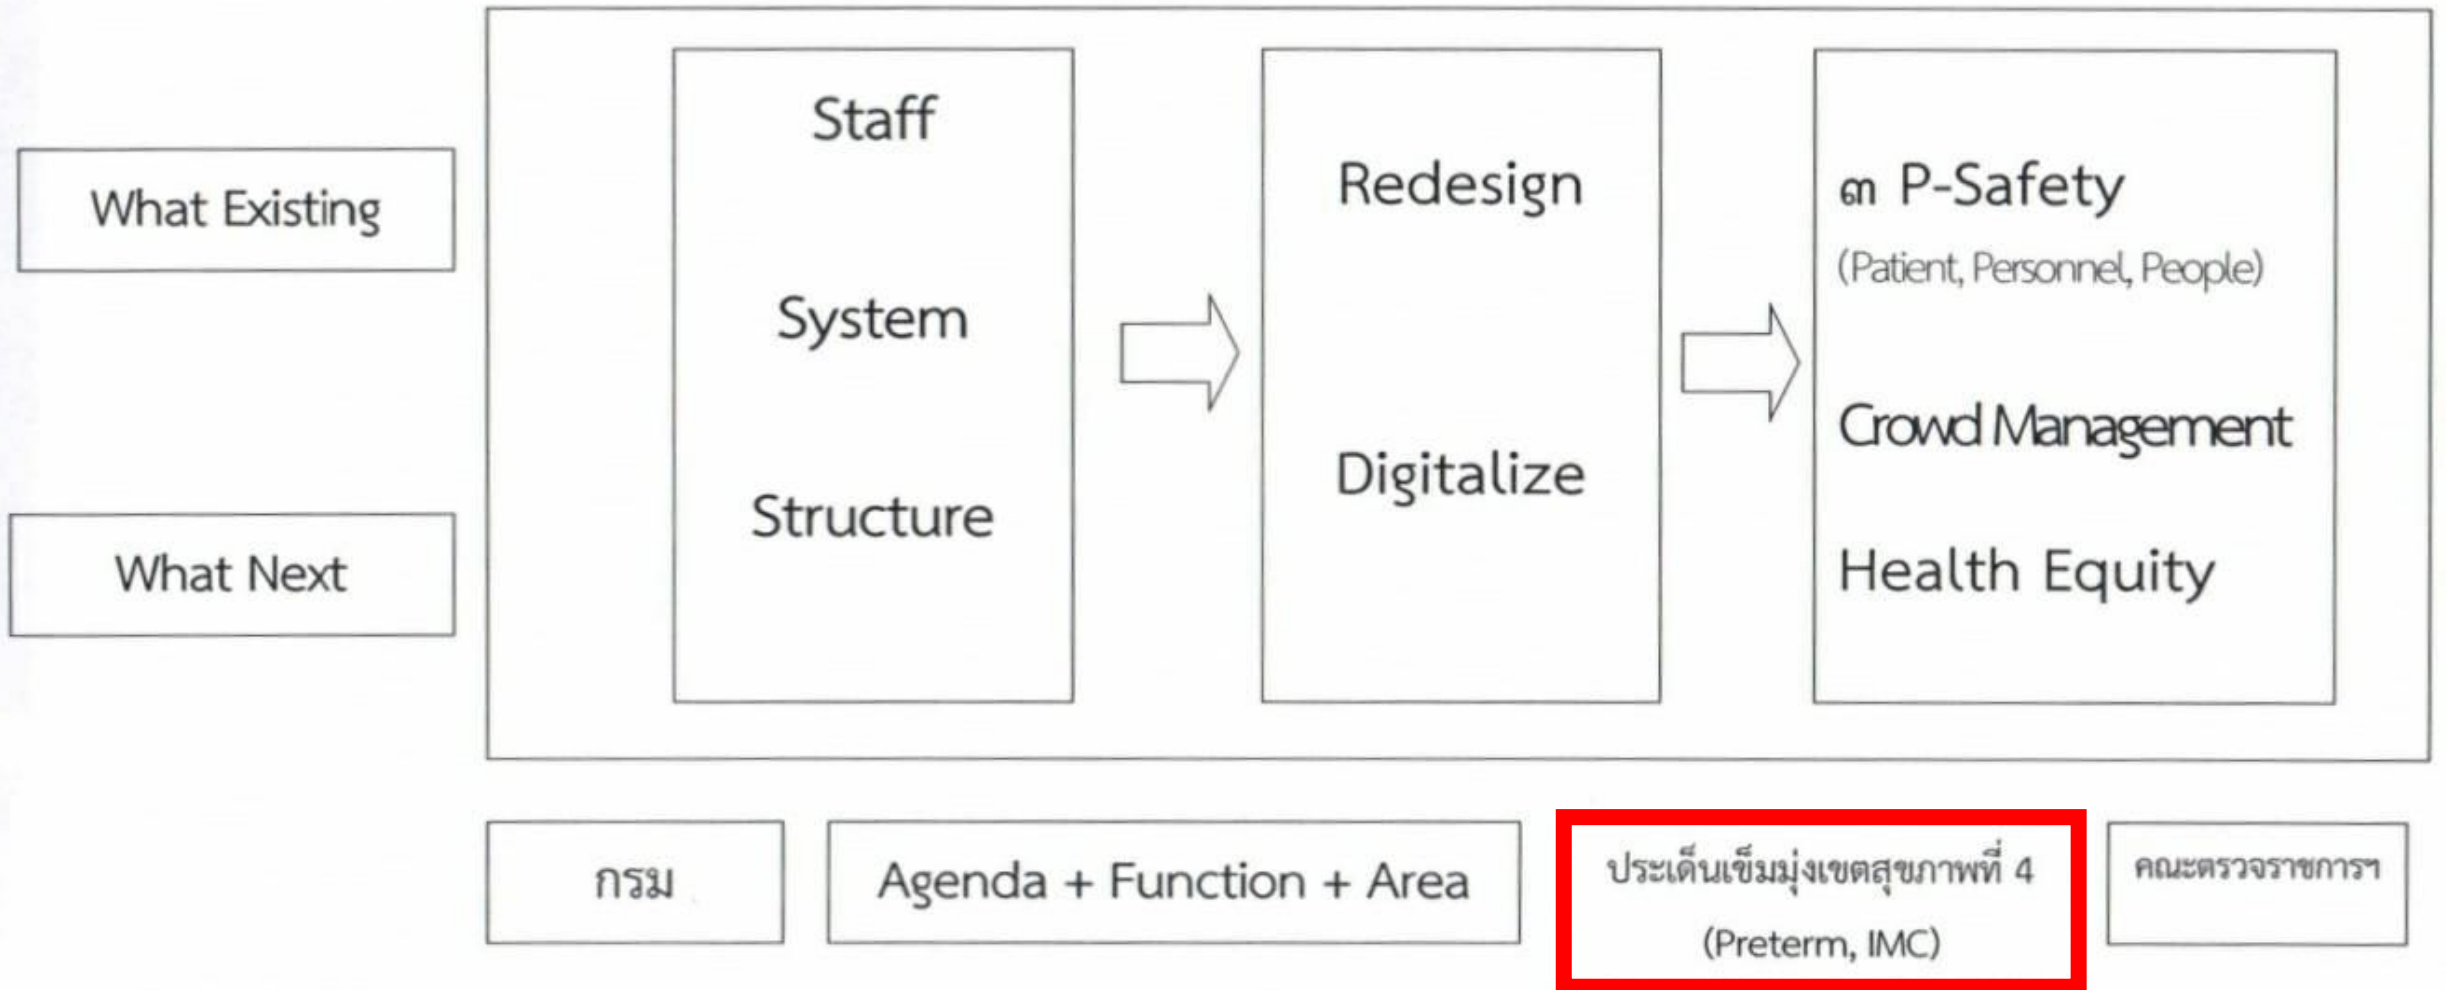 What Existing
What Next
Staff
System
Structure
Redesign
Digitalize
๓ P-Safety
(Patient, Personnel, People)
Crowd Management
Health Equity
กรม
Agenda + Function + Area
ประเด็นเข็มมุ่งเขตสุขภาพที่ 4
(Preterm, IMC)
คณะตรวจราชการฯ